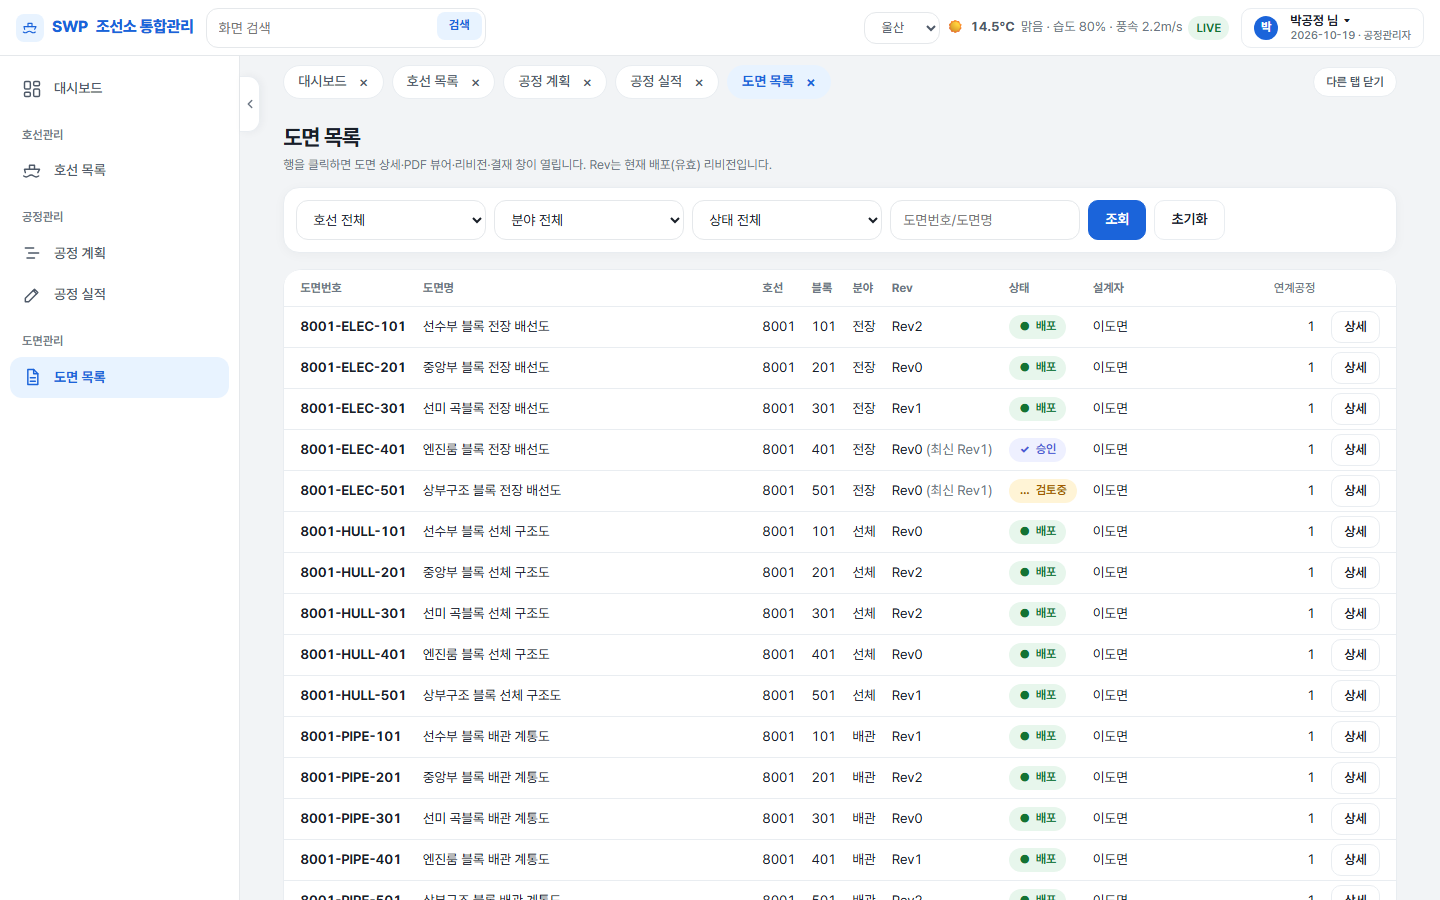 SWP 조선소 통합관리
화면 검색
검색
울산
14.5°C 맑음 · 습도 80% · 풍속 2.2m/s
LIVE
박
박공정 님
2026-10-19 · 공정관리자
대시보드
호선관리
호선 목록
공정관리
공정 계획
공정 실적
도면관리
도면 목록
대시보드 ×
호선 목록 ×
공정 계획 ×
공정 실적 ×
도면 목록 ×
다른 탭 닫기
도면 목록
행을 클릭하면 도면 상세·PDF 뷰어·리비전·결재 창이 열립니다. Rev는 현재 배포(유효) 리비전입니다.
호선 전체
분야 전체
상태 전체
도면번호/도면명
조회
초기화
도면번호 도면명 호선 블록 분야 Rev 상태 설계자 연계공정
8001-ELEC-101 선수부 블록 전장 배선도 8001 101 전장 Rev2 ● 배포 이도면 1 상세
8001-ELEC-201 중앙부 블록 전장 배선도 8001 201 전장 Rev0 ● 배포 이도면 1 상세
8001-ELEC-301 선미 곡블록 전장 배선도 8001 301 전장 Rev1 ● 배포 이도면 1 상세
8001-ELEC-401 엔진룸 블록 전장 배선도 8001 401 전장 Rev0 (최신 Rev1) ✓ 승인 이도면 1 상세
8001-ELEC-501 상부구조 블록 전장 배선도 8001 501 전장 Rev0 (최신 Rev1) … 검토중 이도면 1 상세
8001-HULL-101 선수부 블록 선체 구조도 8001 101 선체 Rev0 ● 배포 이도면 1 상세
8001-HULL-201 중앙부 블록 선체 구조도 8001 201 선체 Rev2 ● 배포 이도면 1 상세
8001-HULL-301 선미 곡블록 선체 구조도 8001 301 선체 Rev2 ● 배포 이도면 1 상세
8001-HULL-401 엔진룸 블록 선체 구조도 8001 401 선체 Rev0 ● 배포 이도면 1 상세
8001-HULL-501 상부구조 블록 선체 구조도 8001 501 선체 Rev1 ● 배포 이도면 1 상세
8001-PIPE-101 선수부 블록 배관 계통도 8001 101 배관 Rev1 ● 배포 이도면 1 상세
8001-PIPE-201 중앙부 블록 배관 계통도 8001 201 배관 Rev2 ● 배포 이도면 1 상세
8001-PIPE-301 선미 곡블록 배관 계통도 8001 301 배관 Rev0 ● 배포 이도면 1 상세
8001-PIPE-401 엔진룸 블록 배관 계통도 8001 401 배관 Rev1 ● 배포 이도면 1 상세
8001-PIPE-501 상부구조 블록 배관 계통도 8001 501 배관 Rev2 ● 배포 이도면 1 상세